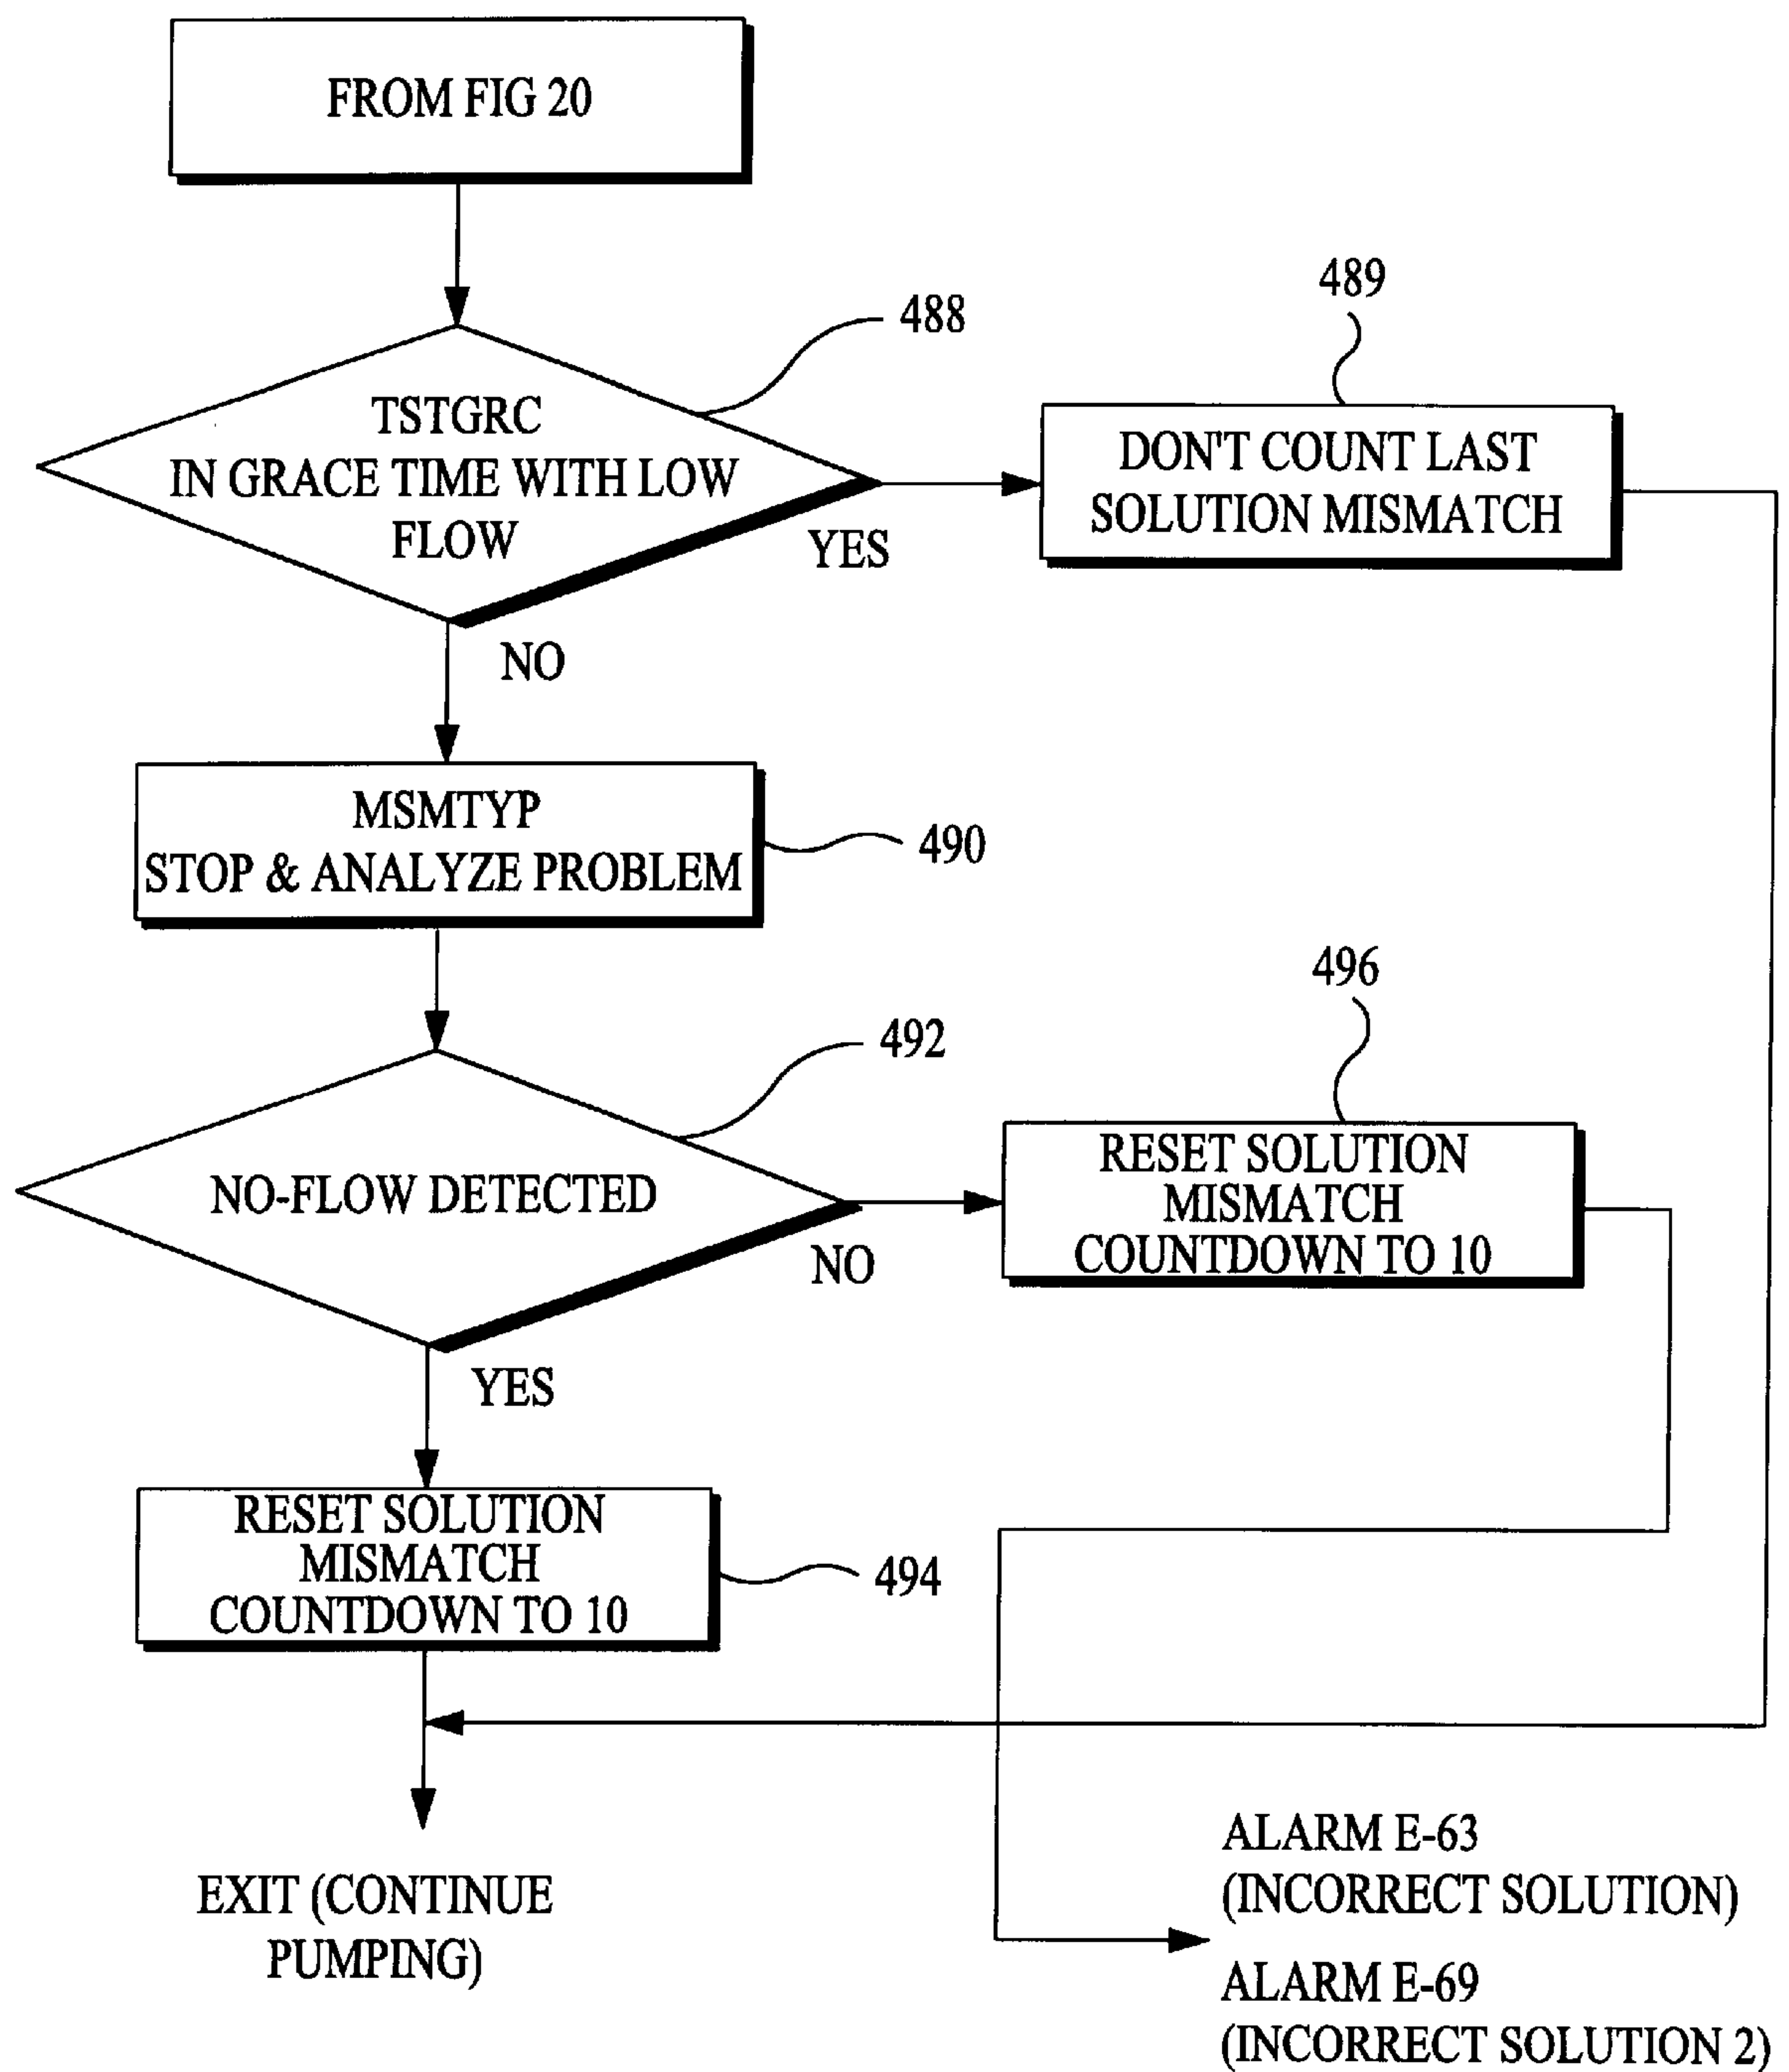 FROM FIG 20
488
489
TSTGRC
IN GRACE TIME WITH LOW
FLOW
DON'T COUNT LAST
SOLUTION MISMATCH
YES
NO
MSMTYP
STOP & ANALYZE PROBLEM
490
492
496
NO-FLOW DETECTED
RESET SOLUTION
MISMATCH
COUNTDOWN TO 10
NO
YES
RESET SOLUTION
MISMATCH
COUNTDOWN TO 10
494
EXIT (CONTINUE
PUMPING)
ALARM E-63
(INCORRECT SOLUTION)
ALARM E-69
(INCORRECT SOLUTION 2)